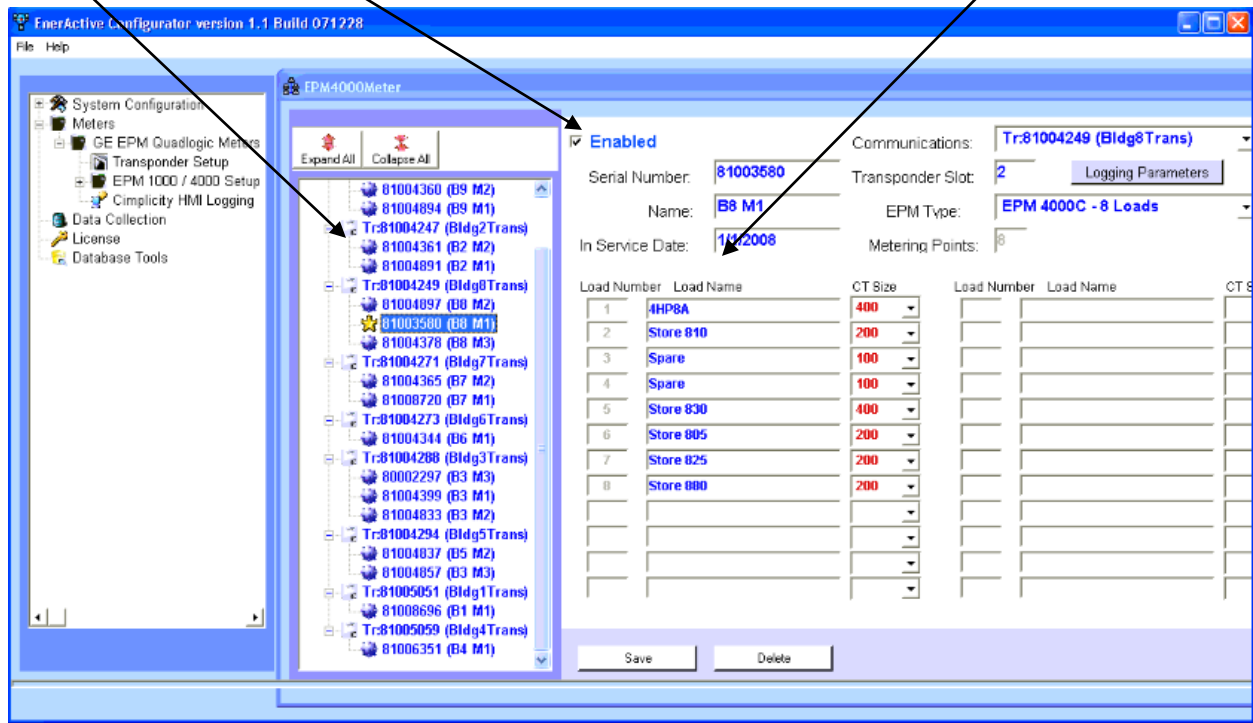 EnerActive Configurator version 1.1 Build 071228
File Help
System Configuration
Meters
GE EPM Quadlogic Meters
Transponder Setup
EPM 1000 / 4000 Setup
Cimplicity HMI Logging
Data Collection
License
Database Tools
EPM4000Meter
Expand All Collapse All
81004360 (B9 M2)
81004894 (B9 M1)
Tr:81004247 (Bldg2Trans)
81004361 (B2 M2)
81004891 (B2 M1)
Tr:81004249 (Bldg8Trans)
81004897 (B8 M2)
81003580 (B8 M1)
81004378 (B8 M3)
Tr:81004271 (Bldg7Trans)
81004365 (B7 M2)
81008720 (B7 M1)
Tr:81004273 (Bldg6Trans)
81004344 (B6 M1)
Tr:81004288 (Bldg3Trans)
80002297 (B3 M3)
81004399 (B3 M1)
81004833 (B3 M2)
Tr:81004294 (Bldg5Trans)
81004837 (B5 M2)
81004857 (B3 M3)
Tr:81005051 (Bldg1Trans)
81008696 (B1 M1)
Tr:81005059 (Bldg4Trans)
81006351 (B4 M1)
Enabled Communications: Tr:81004249 (Bldg8Trans)
Serial Number: 81003580 Transponder Slot: 2 Logging Parameters
Name: B8 M1 EPM Type: EPM 4000C - 8 Loads
In Service Date: 1/1/2008 Metering Points: 8
Load Number Load Name CT Size Load Number Load Name CT S
1 4HP8A 400
2 Store 810 200
3 Spare 100
4 Spare 100
5 Store 830 400
6 Store 805 200
7 Store 825 200
8 Store 880 200
Save Delete